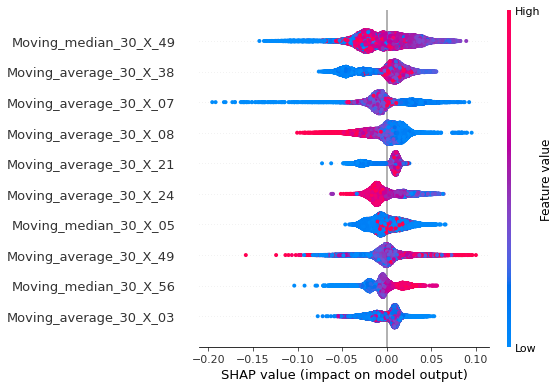 High
Moving_median_30_X_49
Moving_average_30_X_38
Moving_average_30_X_07
Moving_average_30_X_08
Moving_average_30_X_21
Moving_average_30_X_24
Moving_median_30_X_05
Moving_average_30_X_49
Moving_median_30_X_56
Moving_average_30_X_03
Feature value
Low
−0.20 −0.15 −0.10 −0.05 0.00 0.05 0.10
SHAP value (impact on model output)